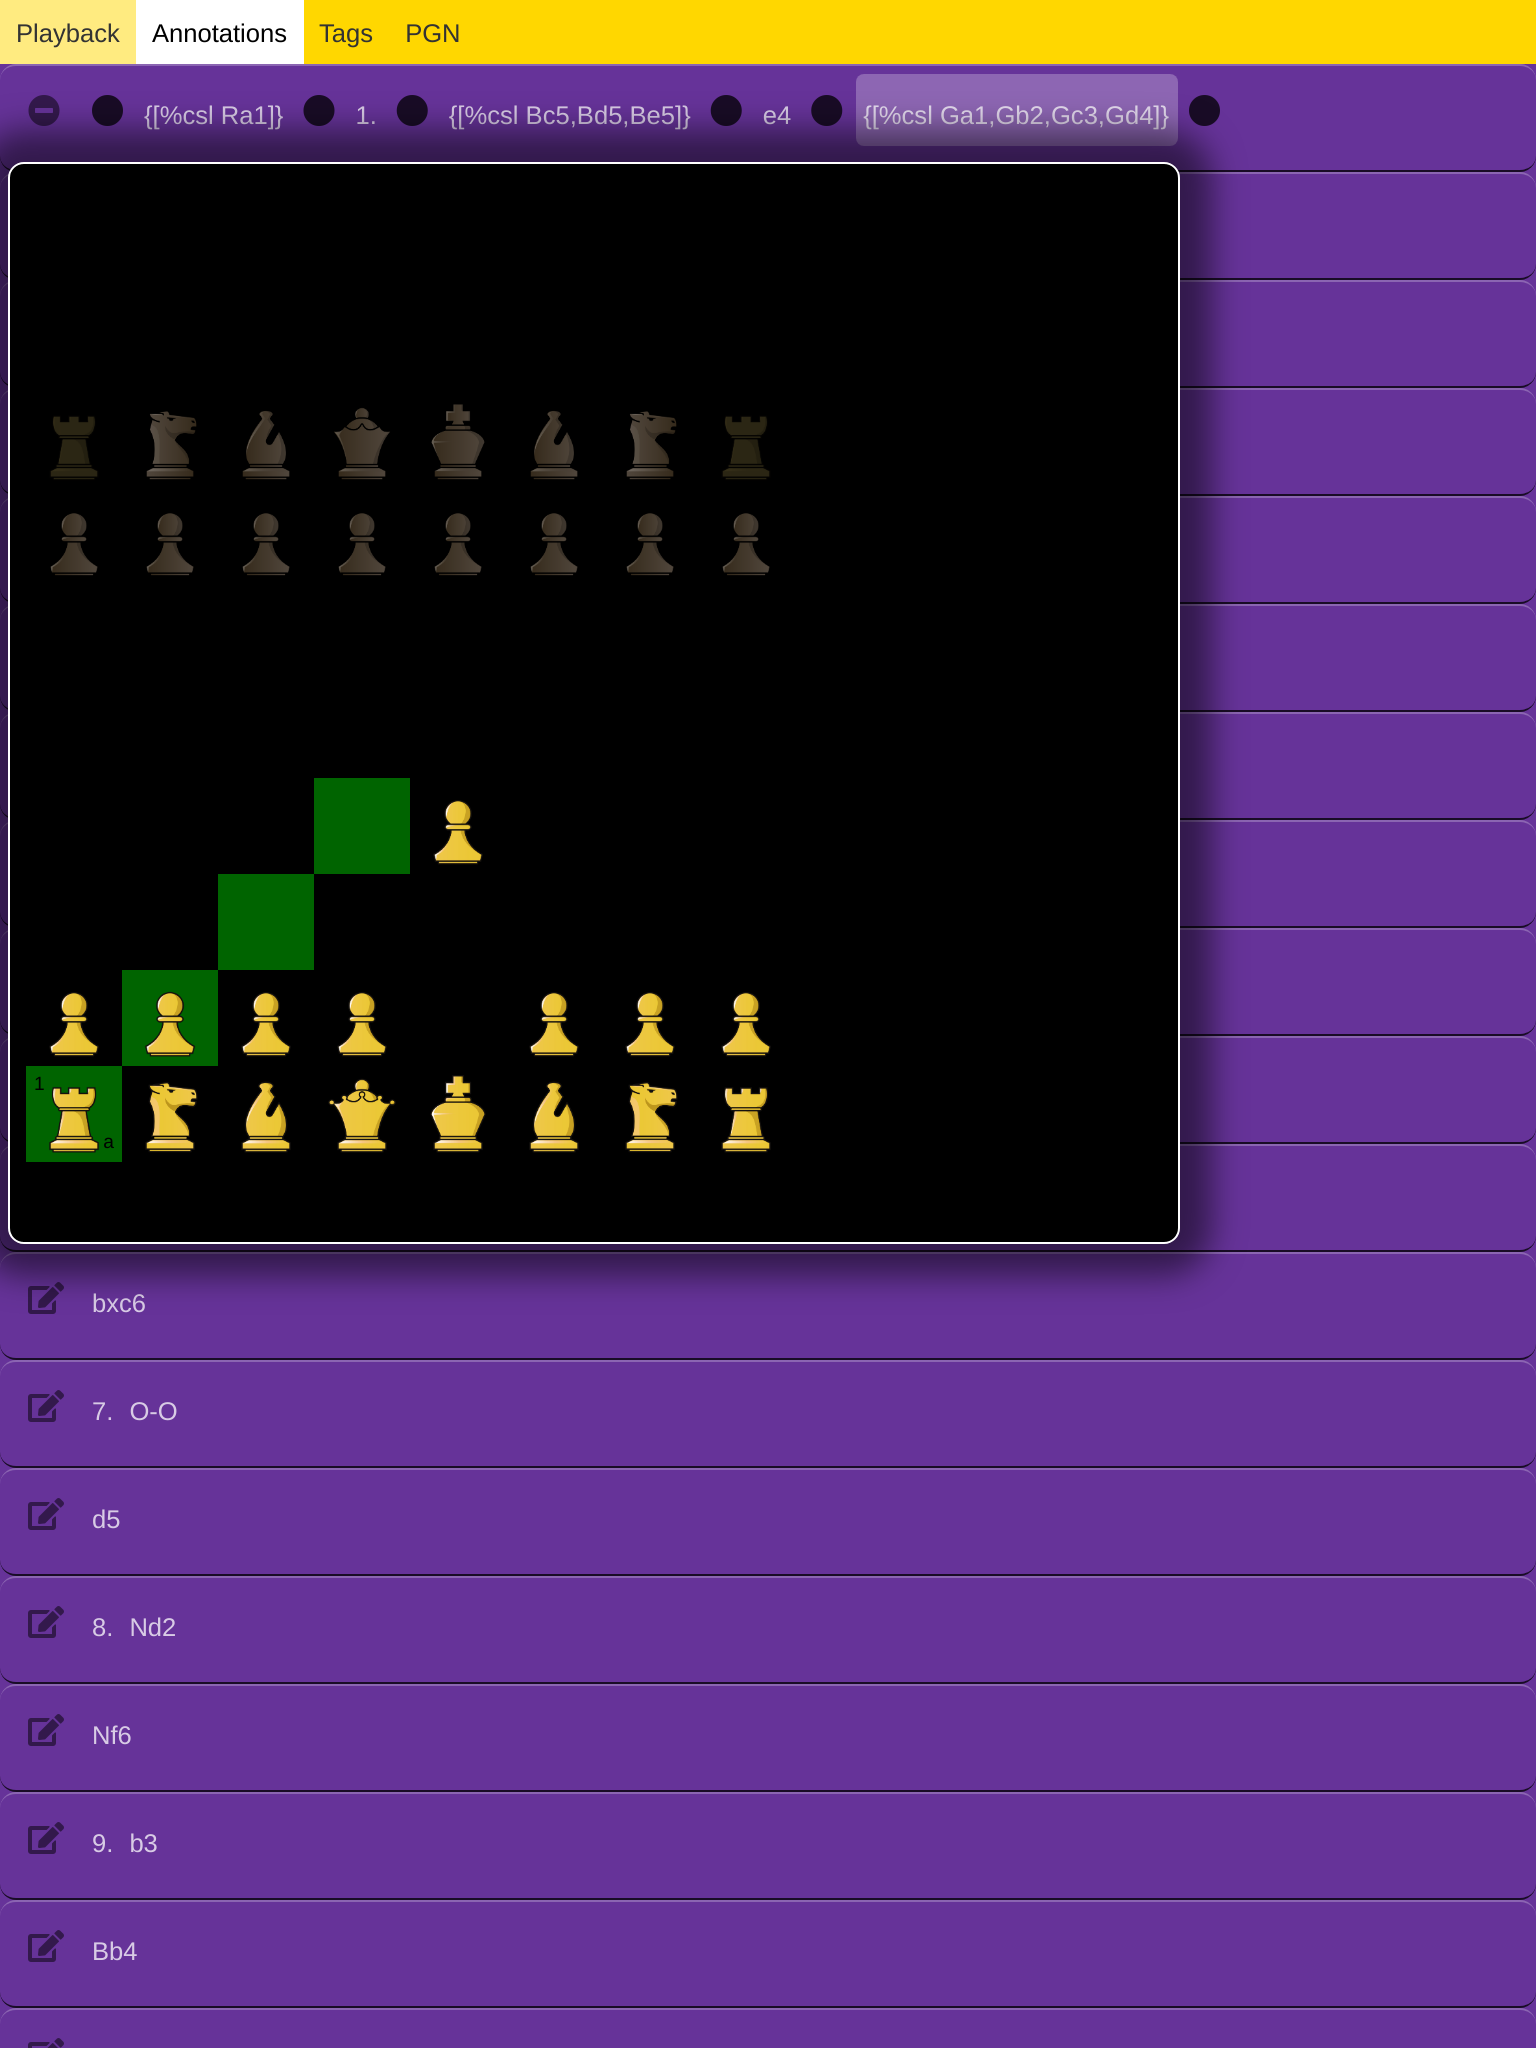 Playback Annotations Tags PGN
{[%csl Ra1]} 1. {[%csl Bc5,Bd5,Be5]} e4 {[%csl Ga1,Gb2,Gc3,Gd4]}
1
a
bxc6
7. O-O
d5
8. Nd2
Nf6
9. b3
Bb4